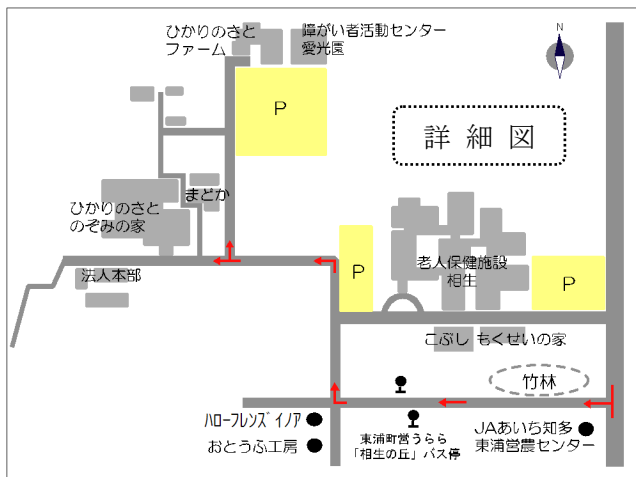 ひかりのさと
ファーム
障がい者活動センター
愛光園
N
P
詳細図
まどか
ひかりのさと
のぞみの家
法人本部
P
老人保健施設
相生
P
こぶし もくせいの家
竹林
ハローフレンズイノア
おとうふ工房
東浦町営うらら
「相生の丘」バス停
JAあいち知多
東浦営農センター